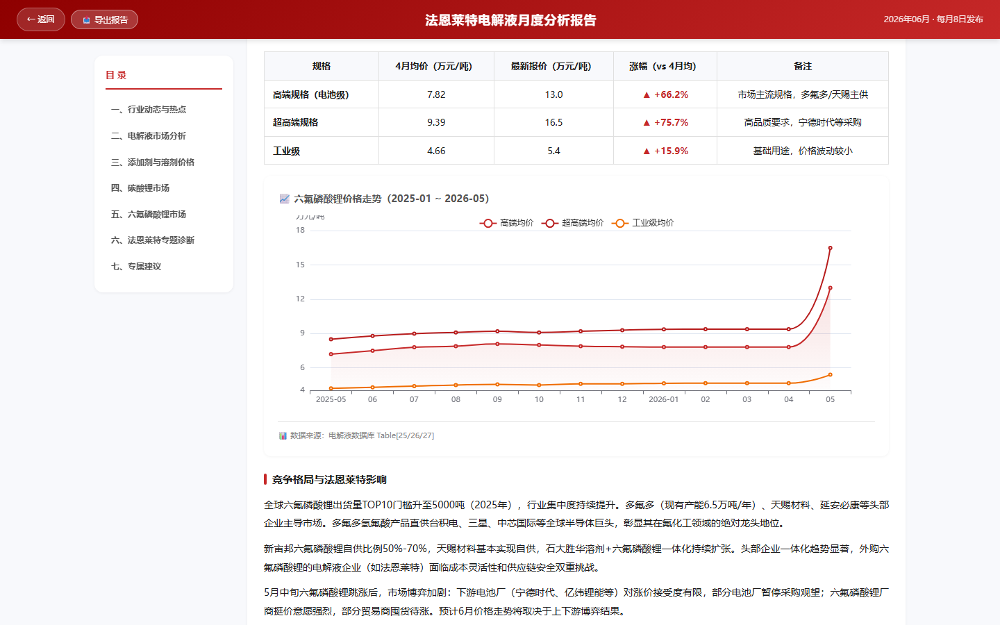 ← 返回
导出报告
法恩莱特电解液月度分析报告
2026年06月 · 每月8日发布
目 录
一、行业动态与热点
二、电解液市场分析
三、添加剂与溶剂价格
四、碳酸锂市场
五、六氟磷酸锂市场
六、法恩莱特专题诊断
七、专属建议
规格 4月均价（万元/吨） 最新报价（万元/吨） 涨幅（vs 4月均） 备注
高端规格（电池级） 7.82 13.0 ▲ +66.2% 市场主流规格，多氟多/天赐主供
超高端规格 9.39 16.5 ▲ +75.7% 高品质要求，宁德时代等采购
工业级 4.66 5.4 ▲ +15.9% 基础用途，价格波动较小
六氟磷酸锂价格走势（2025-01 ~ 2026-05）
万元/吨
高端均价 超高端均价 工业级均价
18
15
12
9
6
4
2025-05 06 07 08 09 10 11 12 2026-01 02 03 04 05
数据来源：电解液数据库 Table[25/26/27]
竞争格局与法恩莱特影响
全球六氟磷酸锂出货量TOP10门槛升至5000吨（2025年），行业集中度持续提升。多氟多（现有产能6.5万吨/年）、天赐材料、延安必康等头部
企业主导市场。多氟多氢氟酸产品直供台积电、三星、中芯国际等全球半导体巨头，彰显其在氟化工领域的绝对龙头地位。
新宙邦六氟磷酸锂自供比例50%-70%，天赐材料基本实现自供，石大胜华溶剂+六氟磷酸锂一体化持续扩张。头部企业一体化趋势显著，外购六
氟磷酸锂的电解液企业（如法恩莱特）面临成本灵活性和供应链安全双重挑战。
5月中旬六氟磷酸锂跳涨后，市场博弈加剧：下游电池厂（宁德时代、亿纬锂能等）对涨价接受度有限，部分电池厂暂停采购观望；六氟磷酸锂厂
商挺价意愿强烈，部分贸易商囤货待涨。预计6月价格走势将取决于上下游博弈结果。